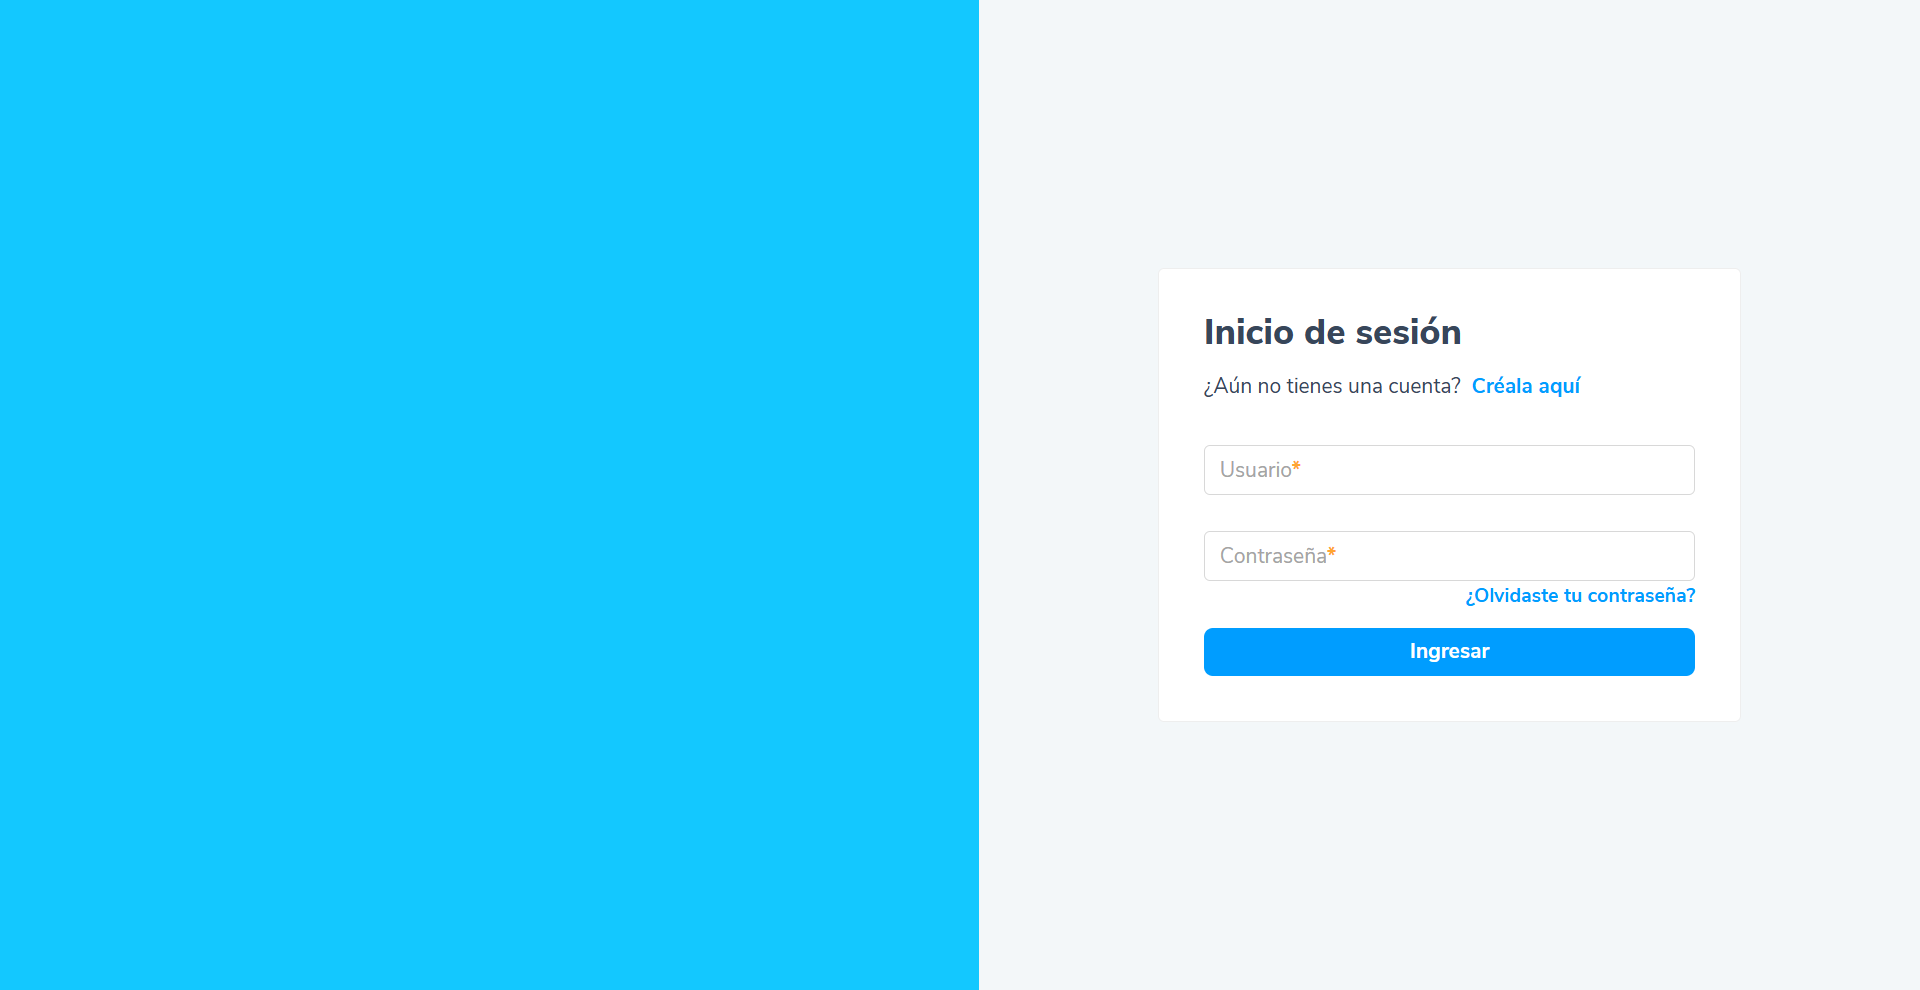 Inicio de sesión
¿Aún no tienes una cuenta? Créala aquí
Usuario*
Contraseña*
¿Olvidaste tu contraseña?
Ingresar